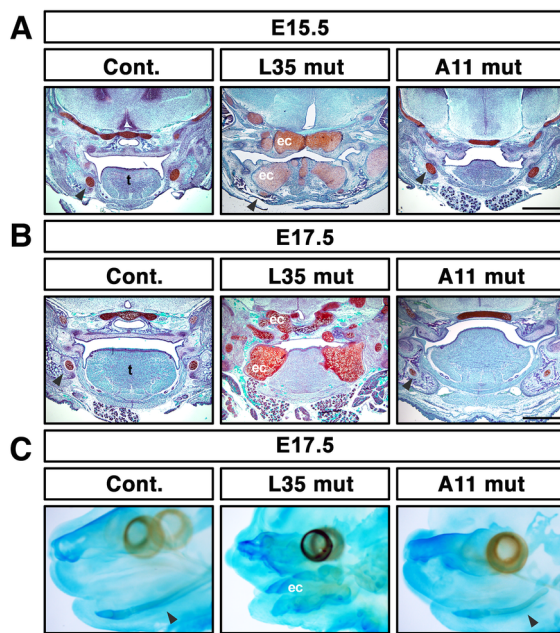 A
E15.5
Cont.
L35 mut
A11 mut
t
ec
ec
B
E17.5
Cont.
L35 mut
A11 mut
t
ec
ec
C
E17.5
Cont.
L35 mut
A11 mut
ec